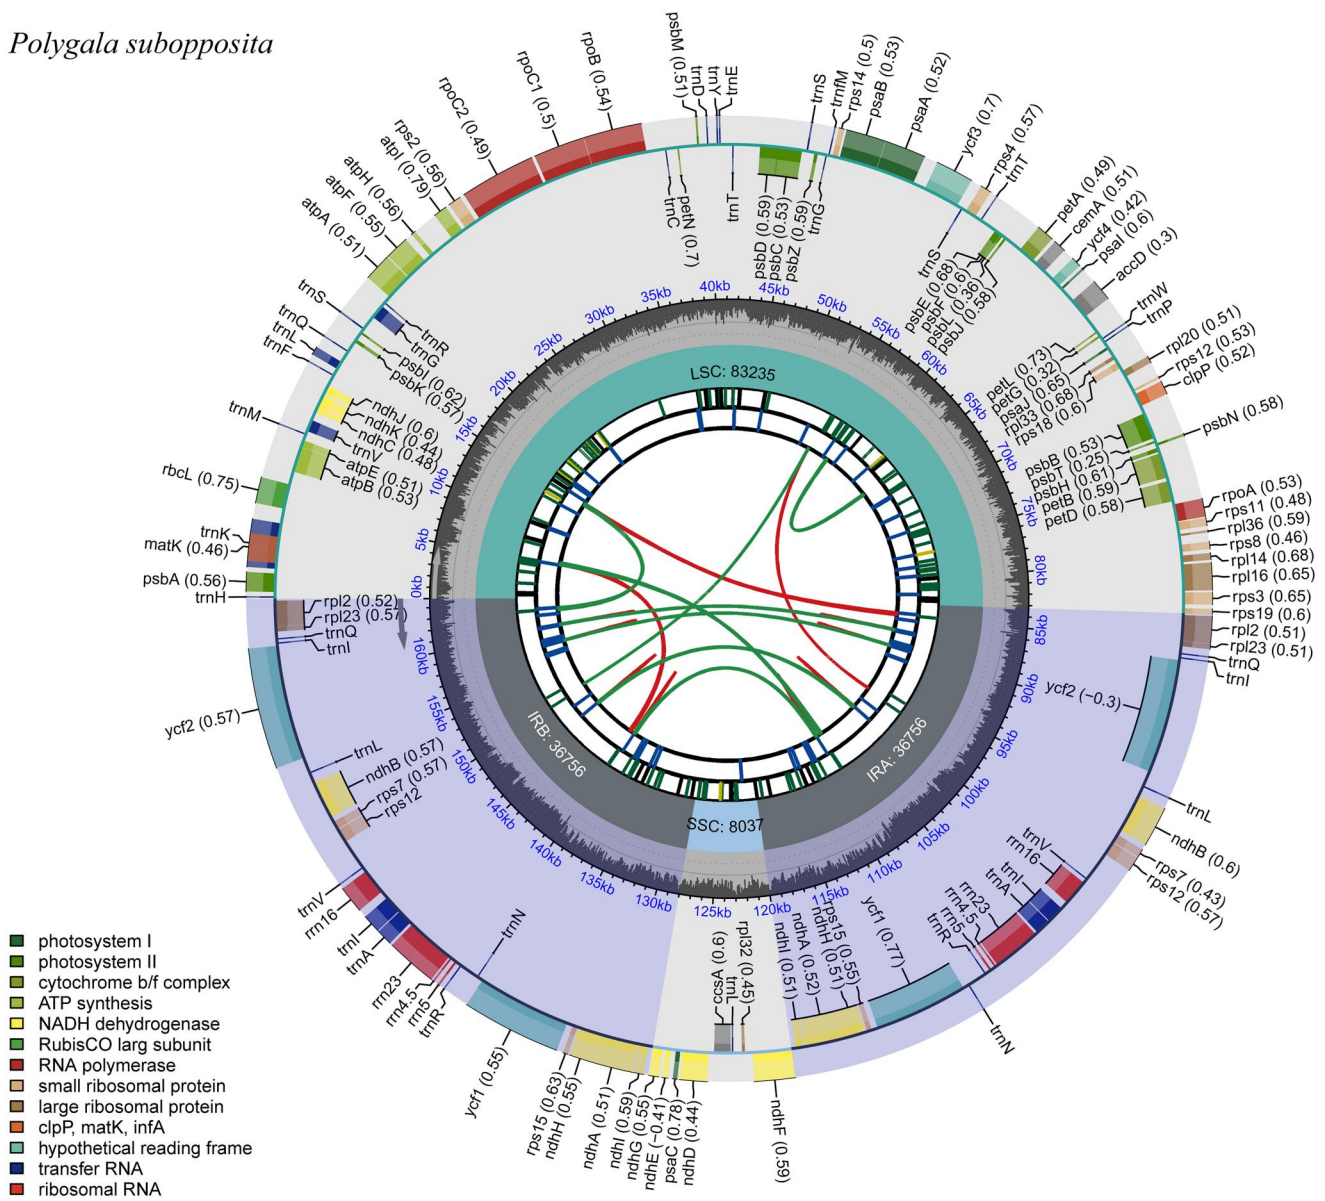 Polygala subopposita
psbM (0.51)
trnD
trnY
trnE
trnS
trnfM
rps14 (0.5)
psaB (0.53)
psaA (0.52)
ycf3 (0.7)
rps4 (0.57)
trnT
petA (0.49)
cemA (0.51)
ycf4 (0.42)
psaI (0.6)
accD (0.3)
trnW
trnP
rpl20 (0.51)
rps12 (0.53)
clpP (0.52)
psbN (0.58)
rpoA (0.53)
rps11 (0.48)
rpl36 (0.59)
rps8 (0.46)
rpl14 (0.68)
rpl16 (0.65)
rps3 (0.65)
rps19 (0.6)
rpl2 (0.51)
rpl23 (0.51)
trnQ
trnI
ycf2 (−0.3)
trnL
ndhB (0.6)
rps7 (0.43)
rps12 (0.57)
trnV
rrn16
trnI
trnA
rrn23
rrn4.5
rrn5
trnR
trnN
ycf1 (0.77)
rps15 (0.55)
ndhH (0.51)
ndhA (0.52)
ndhI (0.51)
ndhF (0.59)
rpl32 (0.45)
trnL
ccsA (0.6)
ndhD (0.44)
psaC (0.78)
ndhE (−0.41)
ndhG (0.55)
ndhI (0.59)
ndhA (0.51)
ndhH (0.55)
rps15 (0.63)
ycf1 (0.55)
trnN
trnR
rrn5
rrn4.5
rrn23
trnA
trnI
rrn16
trnV
rps12
rps7 (0.57)
ndhB (0.57)
trnL
ycf2 (0.57)
trnI
trnQ
rpl23 (0.57)
rpl2 (0.52)
trnH
psbA (0.56)
matK (0.46)
trnK
rbcL (0.75)
atpB (0.53)
atpE (0.51)
trnV
ndhC (0.48)
ndhK (0.44)
ndhJ (0.6)
trnM
trnF
trnL
trnQ
trnS
psbK (0.57)
psbI (0.62)
trnG
trnR
atpA (0.51)
atpF (0.55)
atpH (0.56)
atpI (0.79)
rps2 (0.56)
rpoC2 (0.49)
rpoC1 (0.5)
rpoB (0.54)
trnC
petN (0.7)
trnT
psbD (0.59)
psbC (0.53)
psbZ (0.59)
trnG
trnS
psbE (0.68)
psbF (0.6)
psbL (0.36)
psbJ (0.58)
petL (0.73)
petG (0.32)
psaJ (0.65)
rpl33 (0.68)
rps18 (0.6)
psbB (0.53)
psbT (0.25)
psbH (0.61)
petB (0.59)
petD (0.58)
0kb
5kb
10kb
15kb
20kb
25kb
30kb
35kb
40kb
45kb
50kb
55kb
60kb
65kb
70kb
75kb
80kb
85kb
90kb
95kb
100kb
105kb
110kb
115kb
120kb
125kb
130kb
135kb
140kb
145kb
150kb
155kb
160kb
LSC: 83235
IRA: 36756
SSC: 8037
IRB: 36756
photosystem I
photosystem II
cytochrome b/f complex
ATP synthesis
NADH dehydrogenase
RubisCO larg subunit
RNA polymerase
small ribosomal protein
large ribosomal protein
clpP, matK, infA
hypothetical reading frame
transfer RNA
ribosomal RNA